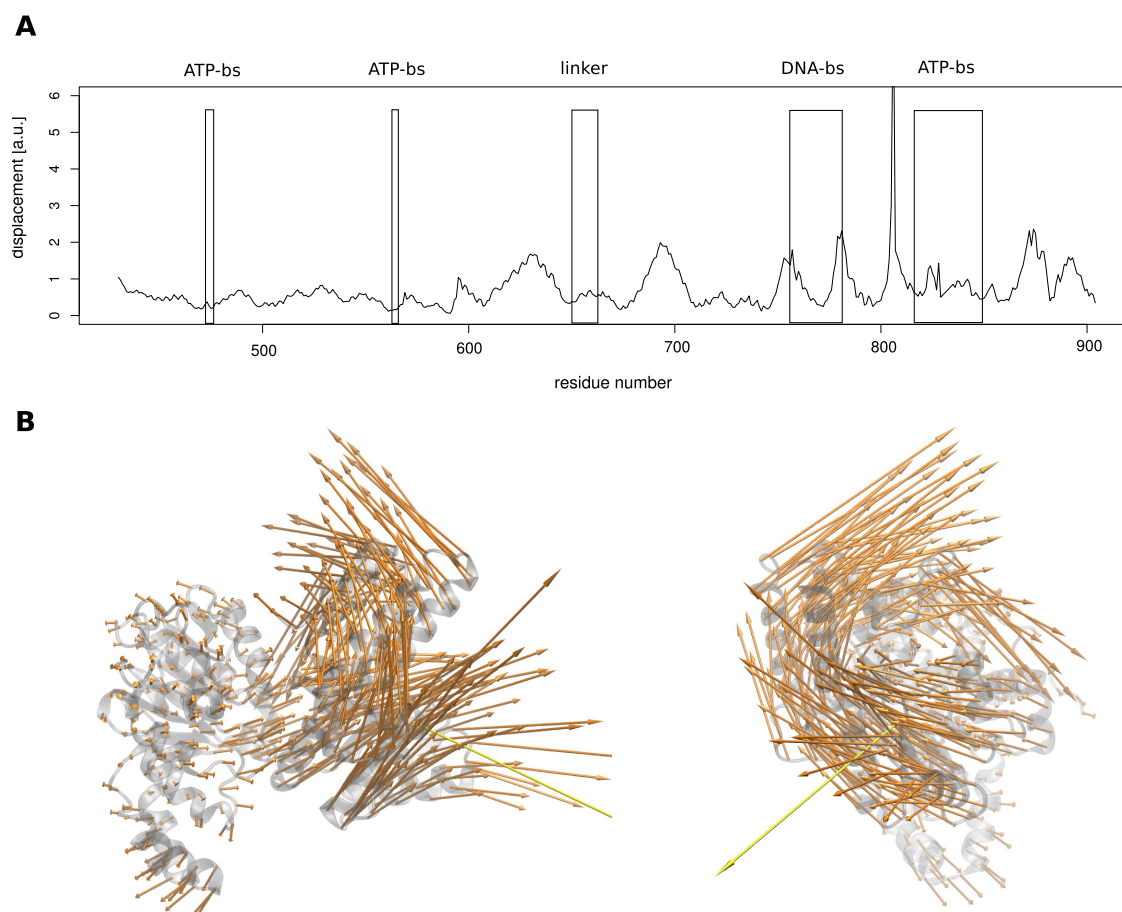 A
ATP-bs ATP-bs linker DNA-bs ATP-bs
displacement [a.u.]
6
5
4
3
2
1
0
500 600 700 800 900
residue number
B